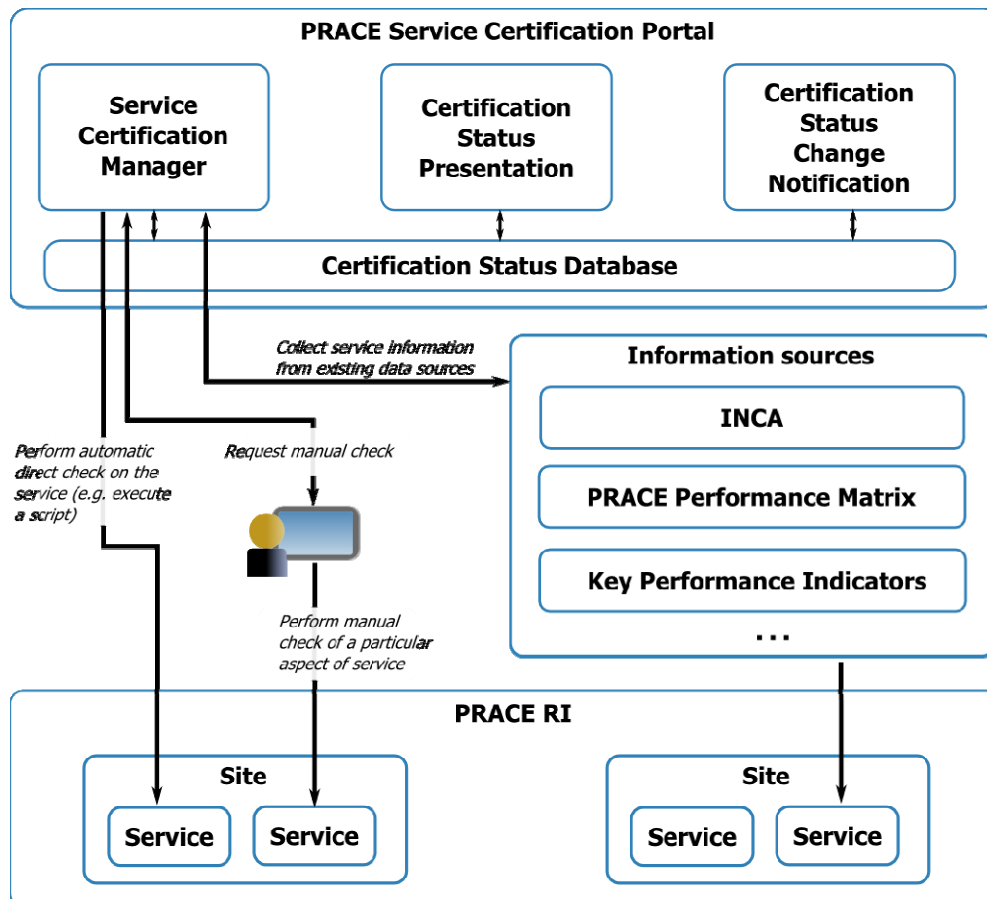 PRACE Service Certification Portal
Service
Certification
Manager
Certification
Status
Presentation
Certification
Status
Change
Notification
Certification Status Database
Collect service information
from existing data sources
Information sources
INCA
PRACE Performance Matrix
Key Performance Indicators
...
Perform automatic
direct check on the
service (e.g. execute
a script)
Request manual check
Perform manual
check of a particular
aspect of service
PRACE RI
Site
Service
Service
Site
Service
Service